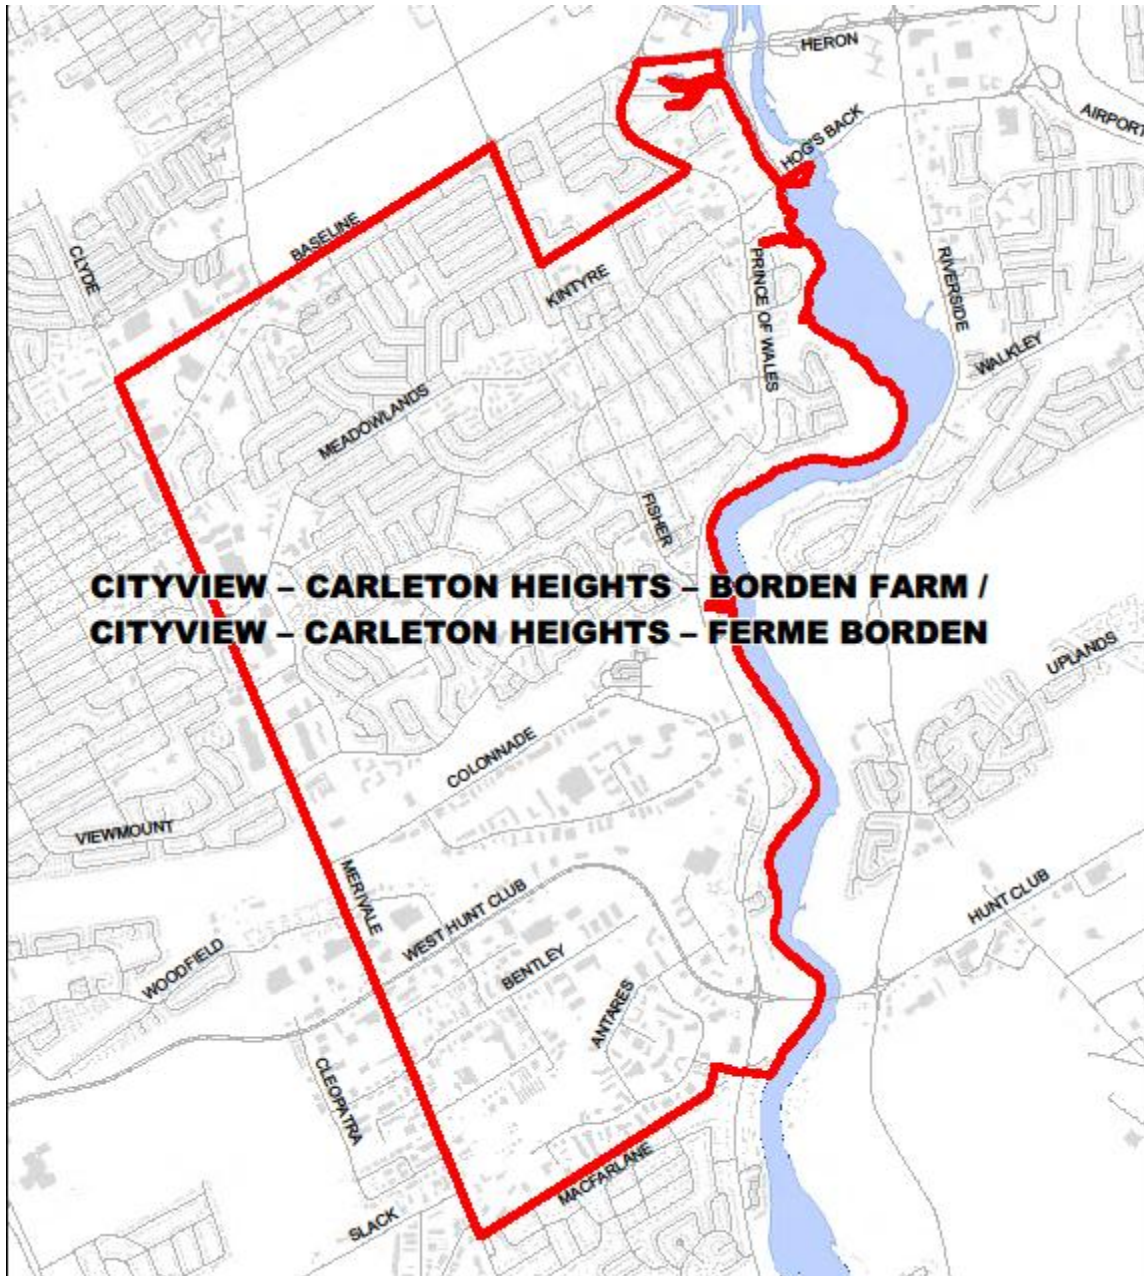 HERON
AIRPORT
HOG'S BACK
BASELINE
CLYDE
KINTYRE
PRINCE OF WALES
RIVERSIDE
WALKLEY
MEADOWLANDS
FISHER
CITYVIEW – CARLETON HEIGHTS – BORDEN FARM /
CITYVIEW – CARLETON HEIGHTS – FERME BORDEN
UPLANDS
COLONNADE
VIEWMOUNT
MERIVALE
WEST HUNT CLUB
HUNT CLUB
WOODFIELD
BENTLEY
ANTARES
CLEOPATRA
MACFARLANE
SLACK